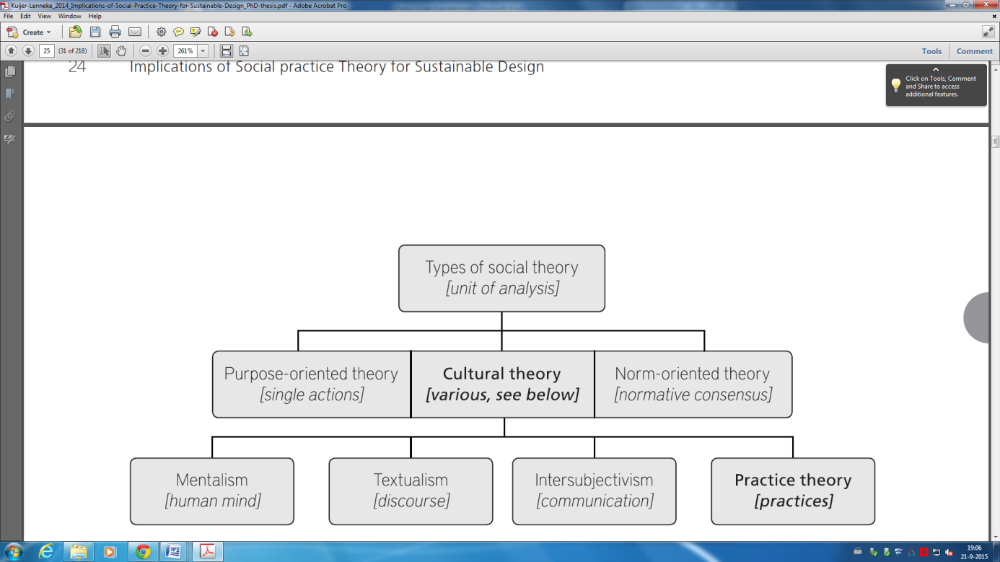 Kuijer-Lenneke_2014_Implications-of-Social-Practice-Theory-for-Sustainable-Design_PhD-thesis.pdf - Adobe Acrobat Pro
File Edit View Window Help
Create
25 (31 of 218) 261% Tools Comment
24 Implications of Social practice Theory for Sustainable Design
Click on Tools, Comment
and Share to access
additional features.
Types of social theory
[unit of analysis]
Purpose-oriented theory
[single actions]
Cultural theory
[various, see below]
Norm-oriented theory
[normative consensus]
Mentalism
[human mind]
Textualism
[discourse]
Intersubjectivism
[communication]
Practice theory
[practices]
19:06
21-9-2015